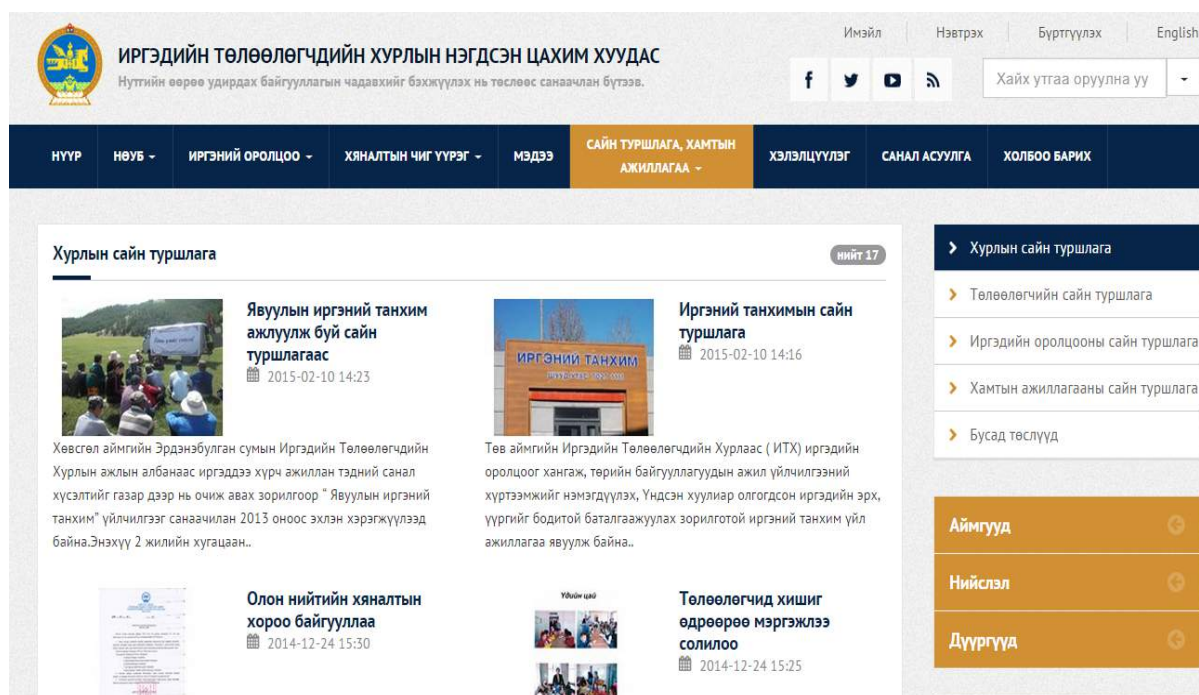 Имэйл
Нэвтрэх
Бүртгүүлэх
English
ИРГЭДИЙН ТӨЛӨӨЛӨГЧДИЙН ХУРЛЫН НЭГДСЭН ЦАХИМ ХУУДАС
Нутгийн өөрөө удирдах байгууллагын чадавхийг бэхжүүлэх нь төслөөс санаачлан бүтээв.
Хайх утгаа оруулна уу
НҮҮР
НӨУБ
ИРГЭНИЙ ОРОЛЦОО
ХЯНАЛТЫН ЧИГ ҮҮРЭГ
МЭДЭЭ
САЙН ТУРШЛАГА, ХАМТЫН
АЖИЛЛАГАА
ХЭЛЭЛЦҮҮЛЭГ
САНАЛ АСУУЛГА
ХОЛБОО БАРИХ
Хурлын сайн туршлага
нийт 17
Явуулын иргэний танхим
ажлуулж буй сайн
туршлагаас
2015-02-10 14:23
Хөвсгөл аймгийн Эрдэнэбулган сумын Иргэдийн Төлөөлөгчдийн
Хурлын ажлын албанаас иргэддээ хүрч ажиллан тэдний санал
хүсэлтийг газар дээр нь очиж авах зорилгоор “ Явуулын иргэний
танхим” үйлчилгээг санаачилан 2013 оноос эхлэн хэрэгжүүлээд
байна.Энэхүү 2 жилийн хугацаан..
ИРГЭНИЙ ТАНХИМ
Иргэний танхимын сайн
туршлага
2015-02-10 14:16
Төв аймгийн Иргэдийн Төлөөлөгчдийн Хурлаас ( ИТХ) иргэдийн
оролцоог хангаж, төрийн байгууллагуудын ажил үйлчилгээний
хүртээмжийг нэмэгдүүлэх, Үндсэн хуулиар олгогдсон иргэдийн эрх,
үүргийг бодитой баталгаажуулах зорилготой иргэний танхим үйл
ажиллагаа явуулж байна..
Олон нийтийн хяналтын
хороо байгууллаа
2014-12-24 15:30
Үдийн цай
Төлөөлөгчид хишиг
өдрөөрөө мэргэжлээ
солилоо
2014-12-24 15:25
Хурлын сайн туршлага
Төлөөлөгчийн сайн туршлага
Иргэдийн оролцооны сайн туршлага
Хамтын ажиллагааны сайн туршлага
Бусад төслүүд
Аймгууд
Нийслэл
Дүүргүүд